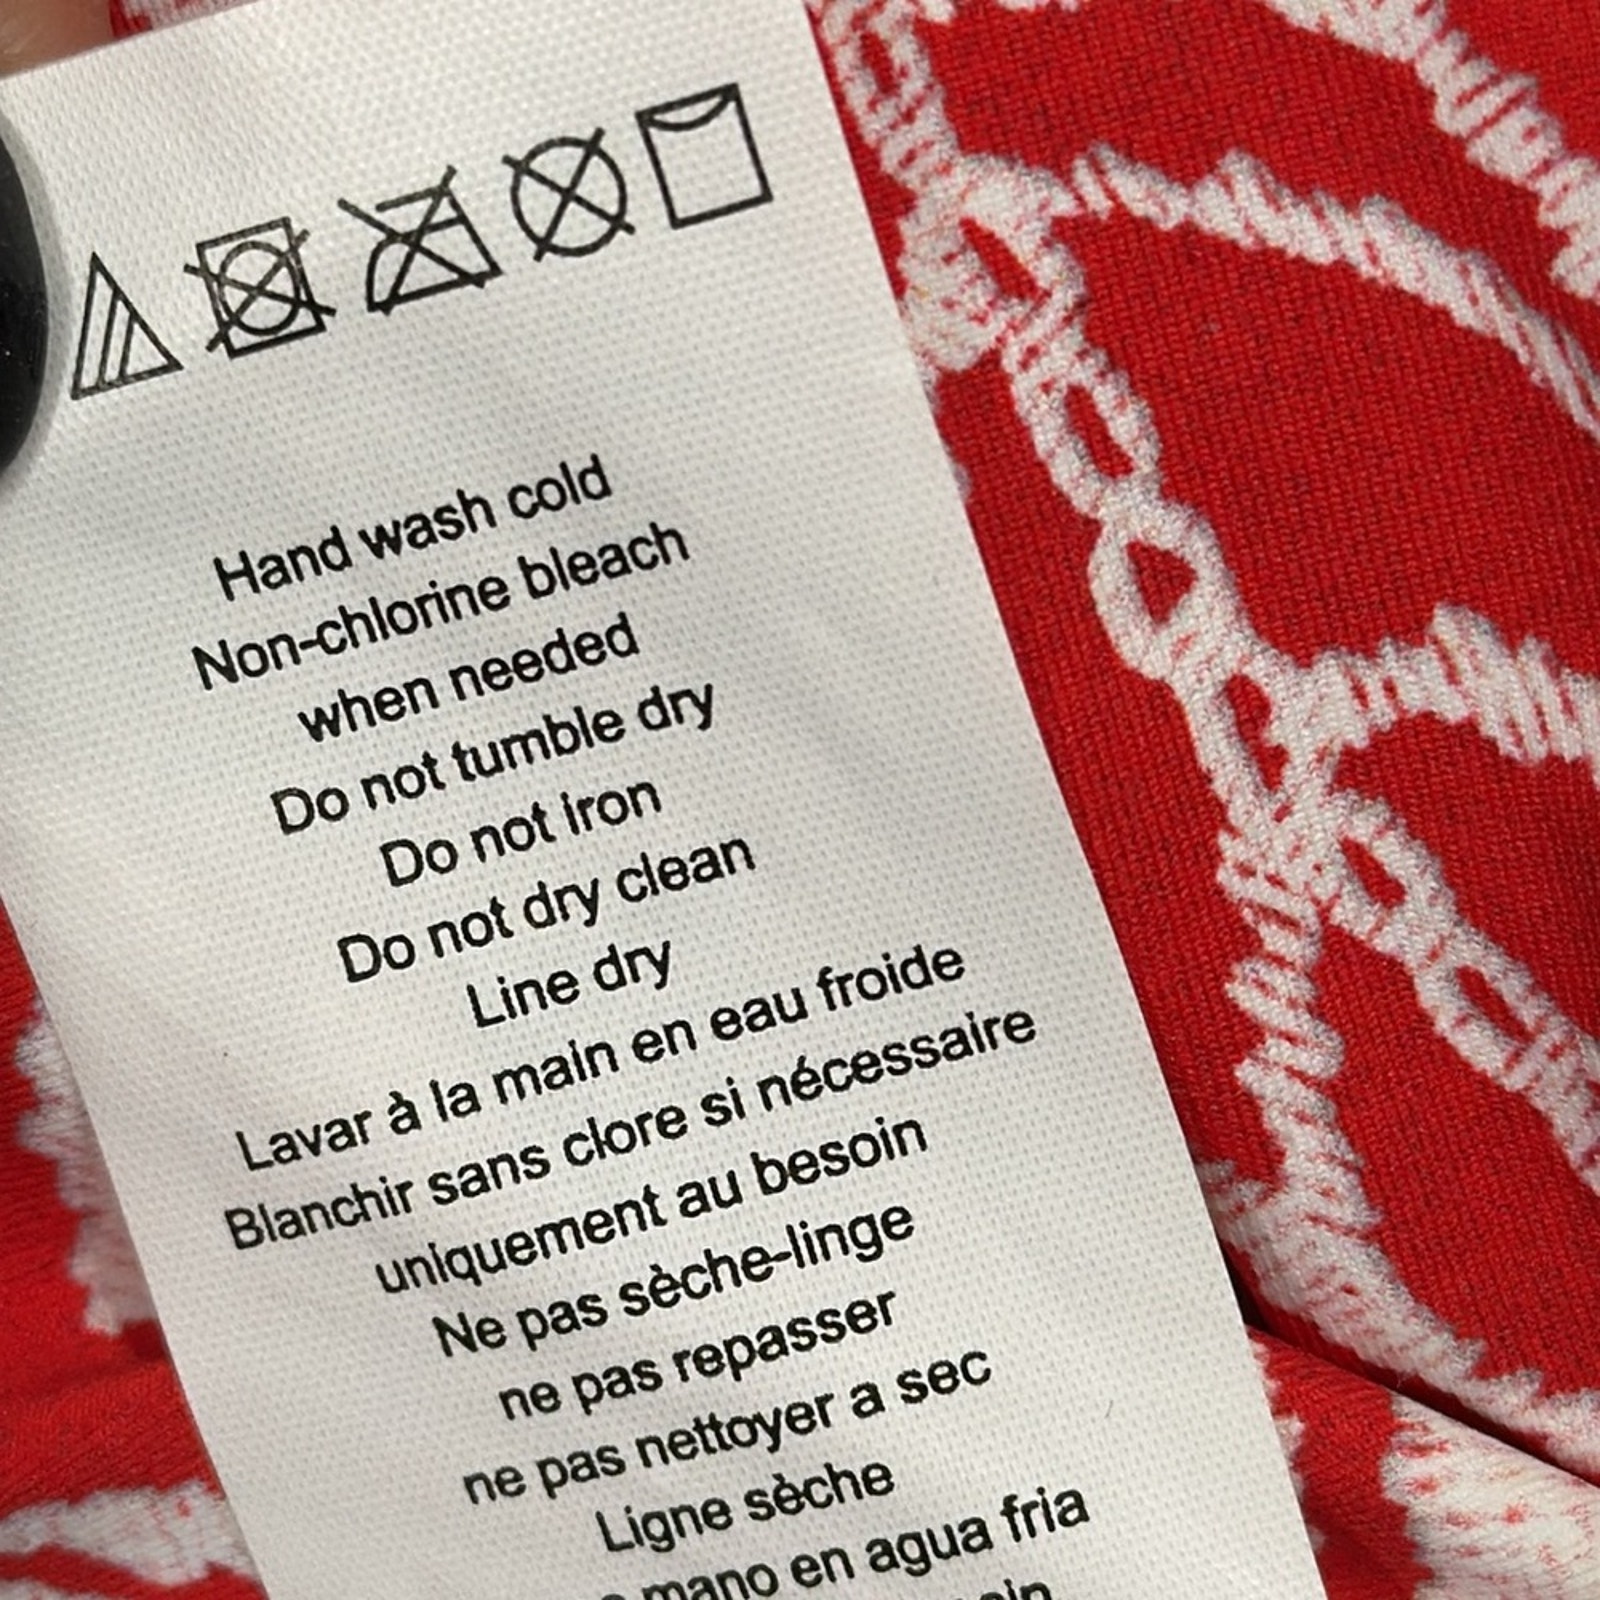 Hand wash cold
Non-chlorine bleach
when needed
Do not tumble dry
Do not iron
Do not dry clean
Line dry
Lavar à la main en eau froide
Blanchir sans clore si nécessaire
uniquement au besoin
Ne pas sèche-linge
ne pas repasser
ne pas nettoyer a sec
Ligne sèche
mano en agua fria